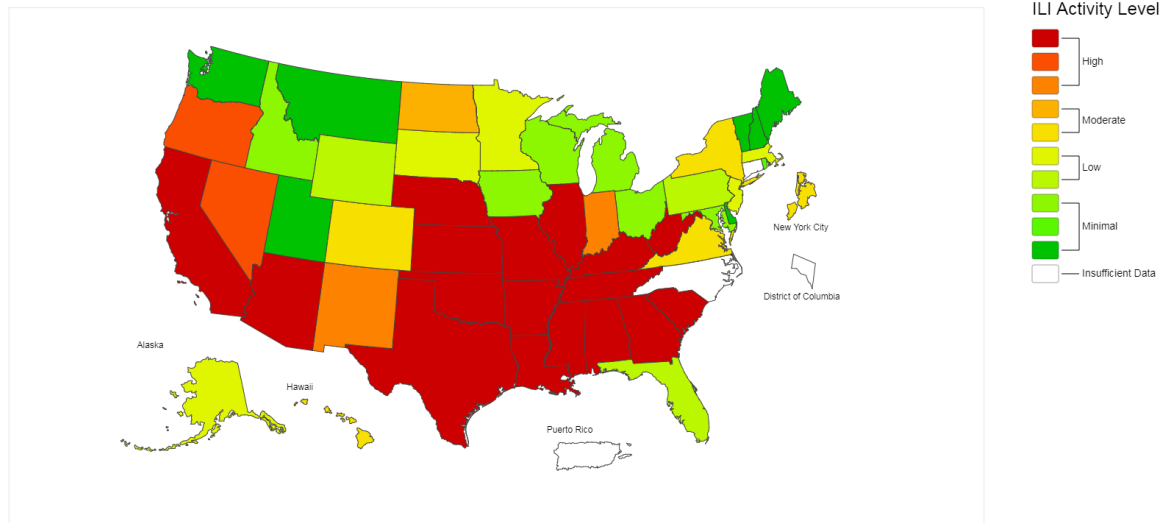 ILI Activity Level
High
Moderate
Low
Minimal
Insufficient Data
New York City
District of Columbia
Alaska
Hawaii
Puerto Rico